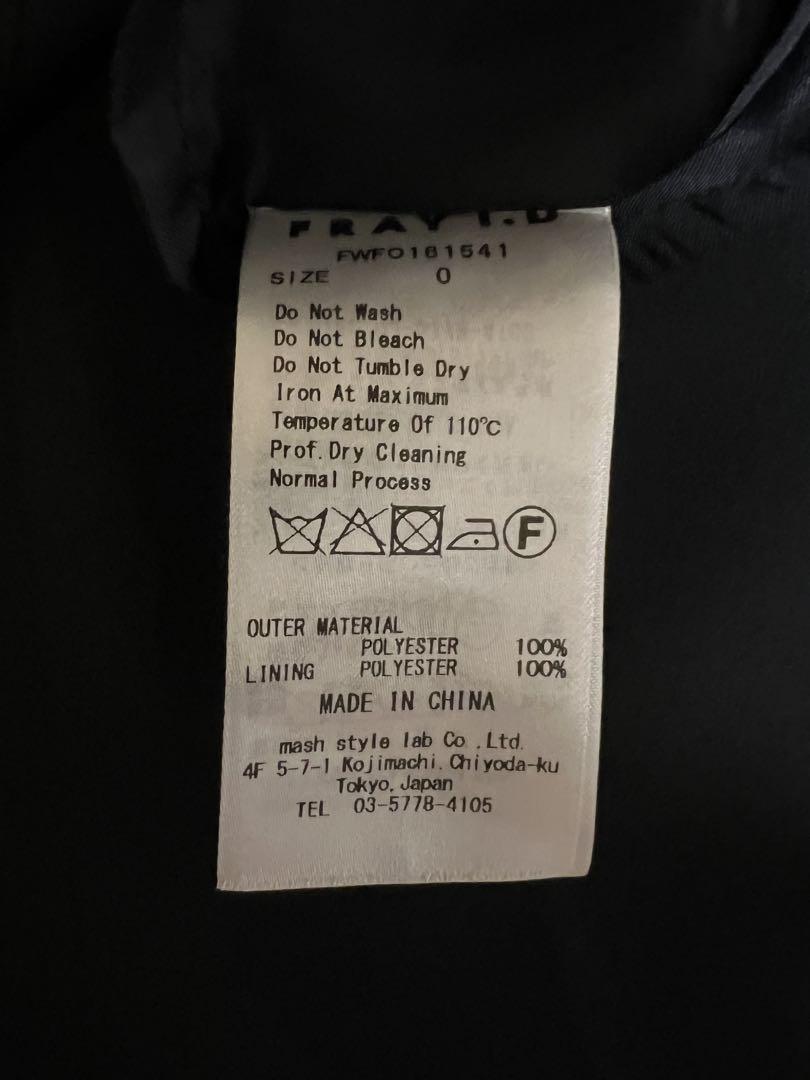 FRAY I.D
FWFO161541
SIZE 0
Do Not Wash
Do Not Bleach
Do Not Tumble Dry
Iron At Maximum
Temperature Of 110℃
Prof.Dry Cleaning
Normal Process
F
OUTER MATERIAL
POLYESTER 100%
LINING POLYESTER 100%
MADE IN CHINA
mash style lab Co.,Ltd.
4F 5-7-1 Kojimachi.Chiyoda-ku
Tokyo.Japan
TEL 03-5778-4105